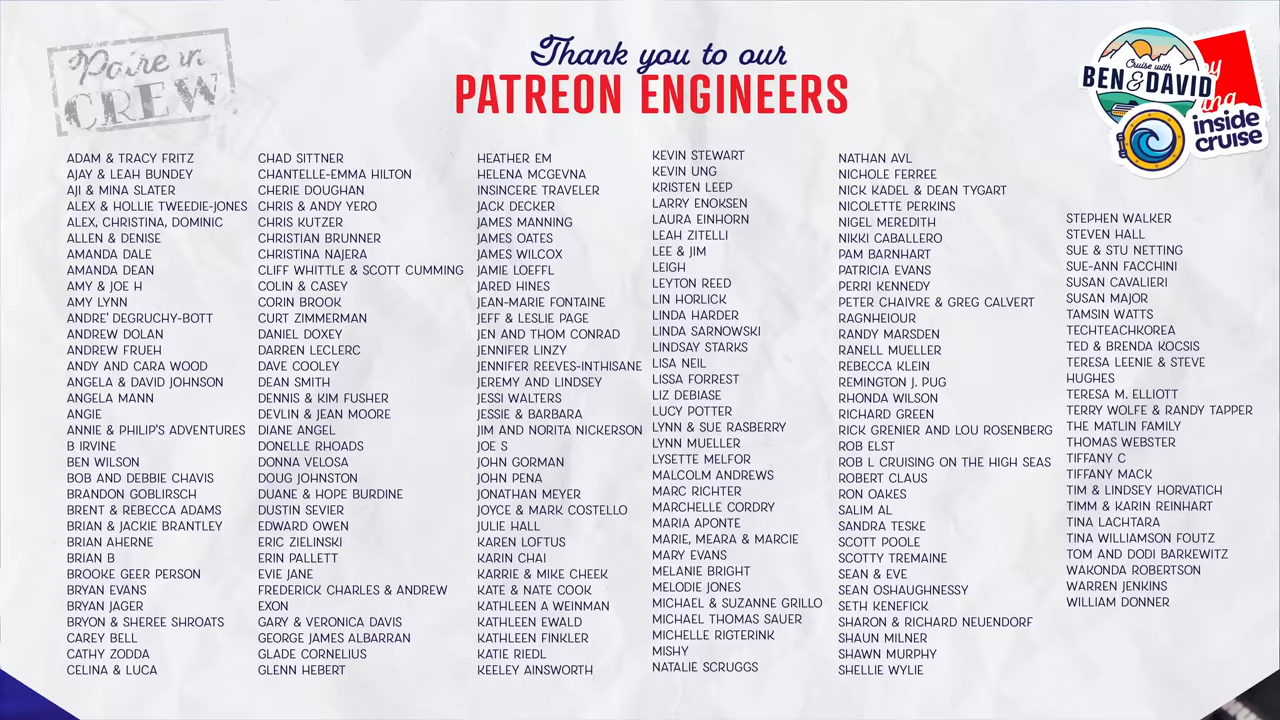 Thank you to our
PATREON ENGINEERS
CREW
Cruise with
BEN & DAVID
inside
cruise
ADAM & TRACY FRITZ
AJAY & LEAH BUNDEY
AJI & MINA SLATER
ALEX & HOLLIE TWEEDIE-JONES
ALEX, CHRISTINA, DOMINIC
ALLEN & DENISE
AMANDA DALE
AMANDA DEAN
AMY & JOE H
AMY LYNN
ANDRE' DEGRUCHY-BOTT
ANDREW DOLAN
ANDREW FRUEH
ANDY AND CARA WOOD
ANGELA & DAVID JOHNSON
ANGELA MANN
ANGIE
ANNIE & PHILIP'S ADVENTURES
B IRVINE
BEN WILSON
BOB AND DEBBIE CHAVIS
BRANDON GOBLIRSCH
BRENT & REBECCA ADAMS
BRIAN & JACKIE BRANTLEY
BRIAN AHERNE
BRIAN B
BROOKE GEER PERSON
BRYAN EVANS
BRYAN JAGER
BRYON & SHEREE SHROATS
CAREY BELL
CATHY ZODDA
CELINA & LUCA
CHAD SITTNER
CHANTELLE-EMMA HILTON
CHERIE DOUGHAN
CHRIS & ANDY YERO
CHRIS KUTZER
CHRISTIAN BRUNNER
CHRISTINA NAJERA
CLIFF WHITTLE & SCOTT CUMMING
COLIN & CASEY
CORIN BROOK
CURT ZIMMERMAN
DANIEL DOXEY
DARREN LECLERC
DAVE COOLEY
DEAN SMITH
DENNIS & KIM FUSHER
DEVLIN & JEAN MOORE
DIANE ANGEL
DONELLE RHOADS
DONNA VELOSA
DOUG JOHNSTON
DUANE & HOPE BURDINE
DUSTIN SEVIER
EDWARD OWEN
ERIC ZIELINSKI
ERIN PALLETT
EVIE JANE
FREDERICK CHARLES & ANDREW
EXON
GARY & VERONICA DAVIS
GEORGE JAMES ALBARRAN
GLADE CORNELIUS
GLENN HEBERT
HEATHER EM
HELENA MCGEVNA
INSINCERE TRAVELER
JACK DECKER
JAMES MANNING
JAMES OATES
JAMES WILCOX
JAMIE LOEFFL
JARED HINES
JEAN-MARIE FONTAINE
JEFF & LESLIE PAGE
JEN AND THOM CONRAD
JENNIFER LINZY
JENNIFER REEVES-INTHISANE
JEREMY AND LINDSEY
JESSI WALTERS
JESSIE & BARBARA
JIM AND NORITA NICKERSON
JOE S
JOHN GORMAN
JOHN PENA
JONATHAN MEYER
JOYCE & MARK COSTELLO
JULIE HALL
KAREN LOFTUS
KARIN CHAI
KARRIE & MIKE CHEEK
KATE & NATE COOK
KATHLEEN A WEINMAN
KATHLEEN EWALD
KATHLEEN FINKLER
KATIE RIEDL
KEELEY AINSWORTH
KEVIN STEWART
KEVIN UNG
KRISTEN LEEP
LARRY ENOKSEN
LAURA EINHORN
LEAH ZITELLI
LEE & JIM
LEIGH
LEYTON REED
LIN HORLICK
LINDA HARDER
LINDA SARNOWSKI
LINDSAY STARKS
LISA NEIL
LISSA FORREST
LIZ DEBIASE
LUCY POTTER
LYNN & SUE RASBERRY
LYNN MUELLER
LYSETTE MELFOR
MALCOLM ANDREWS
MARC RICHTER
MARCHELLE CORDRY
MARIA APONTE
MARIE, MEARA & MARCIE
MARY EVANS
MELANIE BRIGHT
MELODIE JONES
MICHAEL & SUZANNE GRILLO
MICHAEL THOMAS SAUER
MICHELLE RIGTERINK
MISHY
NATALIE SCRUGGS
NATHAN AVL
NICHOLE FERREE
NICK KADEL & DEAN TYGART
NICOLETTE PERKINS
NIGEL MEREDITH
NIKKI CABALLERO
PAM BARNHART
PATRICIA EVANS
PERRI KENNEDY
PETER CHAIVRE & GREG CALVERT
RAGNHEIOUR
RANDY MARSDEN
RANELL MUELLER
REBECCA KLEIN
REMINGTON J. PUG
RHONDA WILSON
RICHARD GREEN
RICK GRENIER AND LOU ROSENBERG
ROB ELST
ROB L CRUISING ON THE HIGH SEAS
ROBERT CLAUS
RON OAKES
SALIM AL
SANDRA TESKE
SCOTT POOLE
SCOTTY TREMAINE
SEAN & EVE
SEAN OSHAUGHNESSY
SETH KENEFICK
SHARON & RICHARD NEUENDORF
SHAUN MILNER
SHAWN MURPHY
SHELLIE WYLIE
STEPHEN WALKER
STEVEN HALL
SUE & STU NETTING
SUE-ANN FACCHINI
SUSAN CAVALIERI
SUSAN MAJOR
TAMSIN WATTS
TECHTEACHKOREA
TED & BRENDA KOCSIS
TERESA LEENIE & STEVE
HUGHES
TERESA M. ELLIOTT
TERRY WOLFE & RANDY TAPPER
THE MATLIN FAMILY
THOMAS WEBSTER
TIFFANY C
TIFFANY MACK
TIM & LINDSEY HORVATICH
TIMM & KARIN REINHART
TINA LACHTARA
TINA WILLIAMSON FOUTZ
TOM AND DODI BARKEWITZ
WAKONDA ROBERTSON
WARREN JENKINS
WILLIAM DONNER